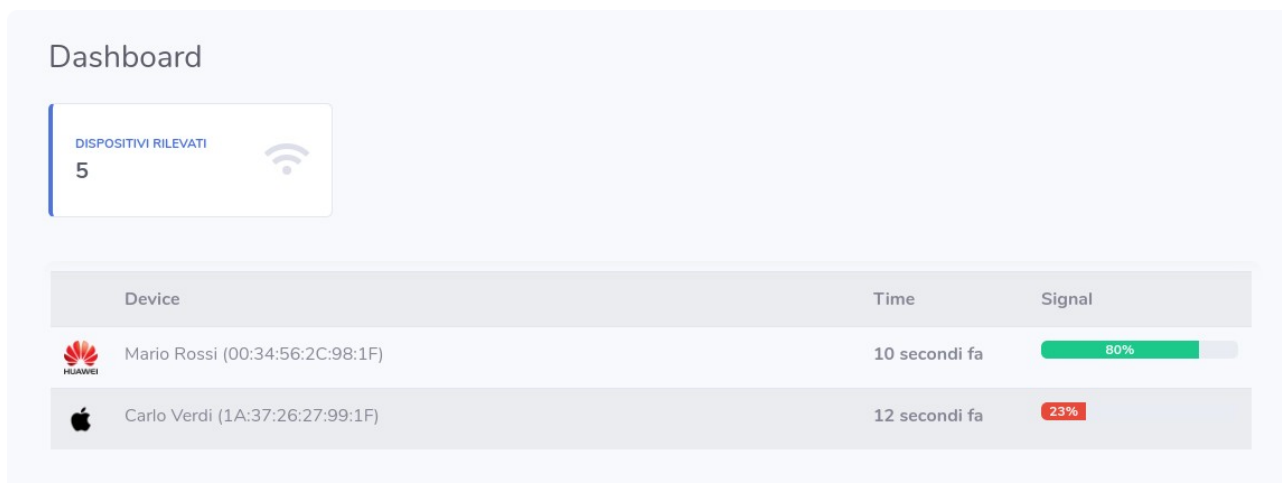 Dashboard
DISPOSITIVI RILEVATI
5
Device Time Signal
HUAWEI
Mario Rossi (00:34:56:2C:98:1F) 10 secondi fa 80%
Carlo Verdi (1A:37:26:27:99:1F) 12 secondi fa 23%